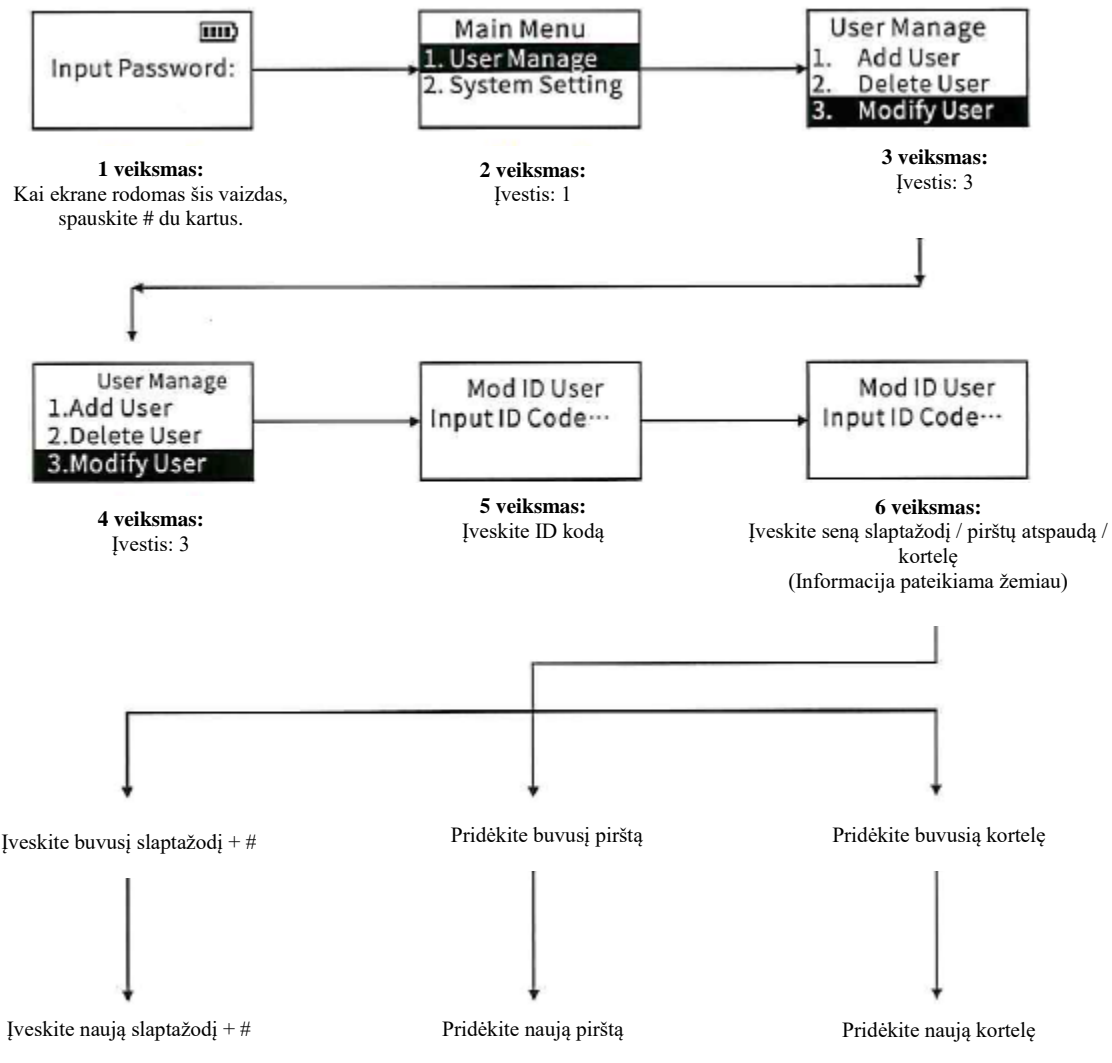 Input Password:
1 veiksmas:
Kai ekrane rodomas šis vaizdas,
spauskite # du kartus.
Main Menu
1. User Manage
2. System Setting
2 veiksmas:
Įvestis: 1
User Manage
1. Add User
2. Delete User
3. Modify User
3 veiksmas:
Įvestis: 3
User Manage
1.Add User
2.Delete User
3.Modify User
4 veiksmas:
Įvestis: 3
Mod ID User
Input ID Code···
5 veiksmas:
Įveskite ID kodą
Mod ID User
Input ID Code···
6 veiksmas:
Įveskite seną slaptažodį / pirštų atspaudą /
kortelę
(Informacija pateikiama žemiau)
Įveskite buvusį slaptažodį + #
Pridėkite buvusį pirštą
Pridėkite buvusią kortelę
Įveskite naują slaptažodį + #
Pridėkite naują pirštą
Pridėkite naują kortelę